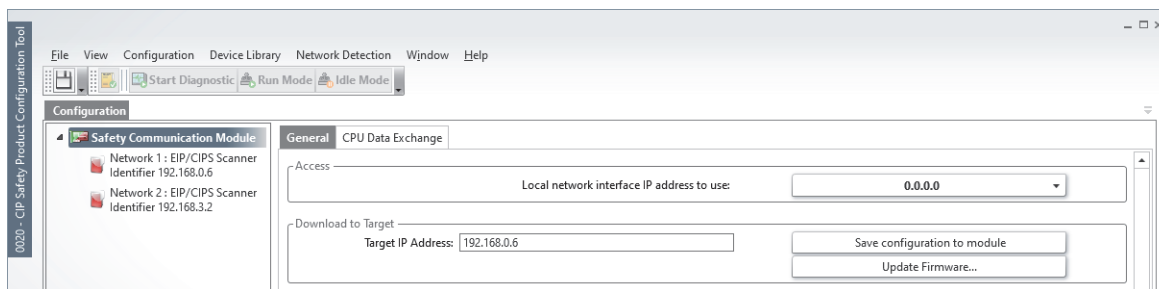 0020 - CIP Safety Product Configuration Tool
File View Configuration Device Library Network Detection Window Help
Start Diagnostic Run Mode Idle Mode
Configuration
Safety Communication Module
Network 1 : EIP/CIPS Scanner
Identifier 192.168.0.6
Network 2 : EIP/CIPS Scanner
Identifier 192.168.3.2
General CPU Data Exchange
Access
Local network interface IP address to use: 0.0.0.0
Download to Target
Target IP Address: 192.168.0.6 Save configuration to module
Update Firmware...